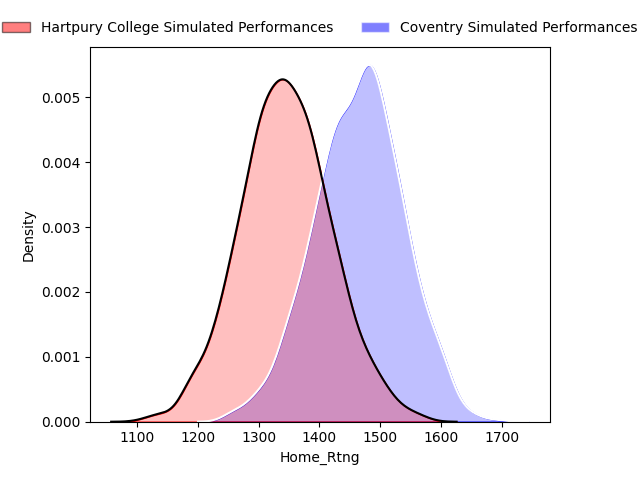 Hartpury College Simulated Performances Coventry Simulated Performances
0.005
0.004
0.003
0.002
0.001
0.000
Density
1100 1200 1300 1400 1500 1600 1700
Home_Rtng